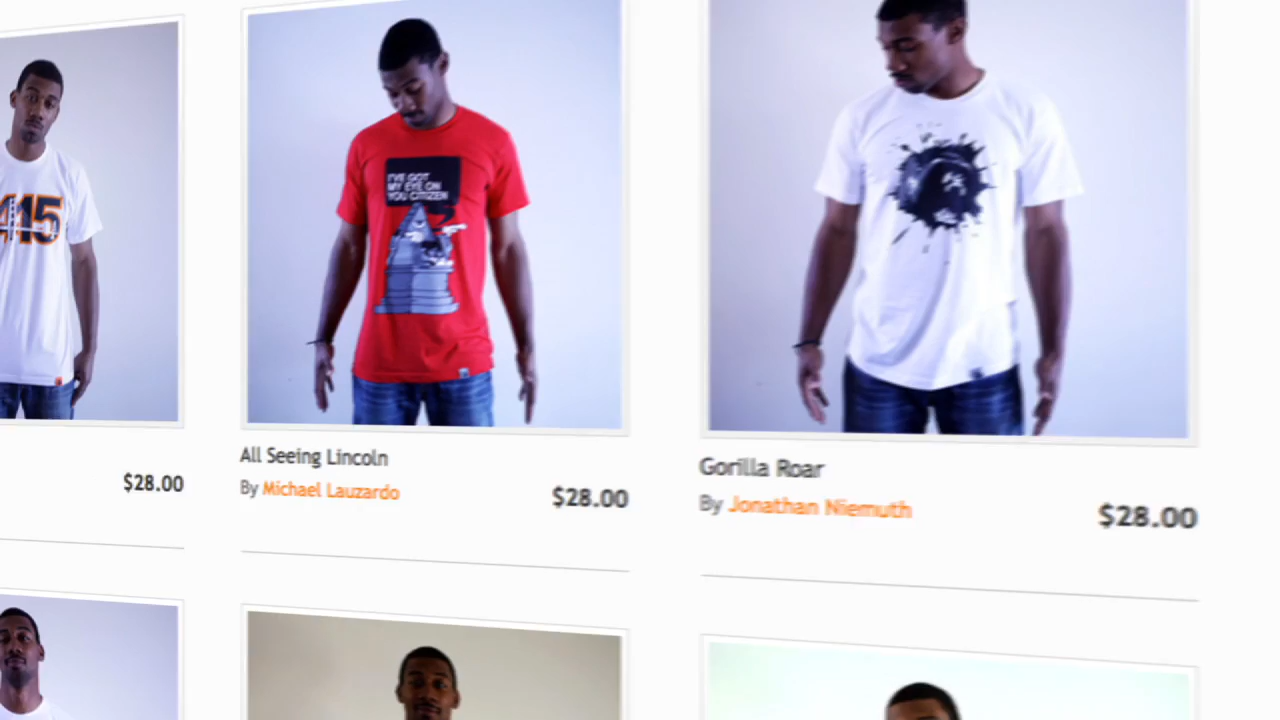 415
I'VE GOT
MY EYE ON
YOU CITIZEN
All Seeing Lincoln
By Michael Lauzardo
$28.00
$28.00
Gorilla Roar
By Jonathan Niemuth
$28.00